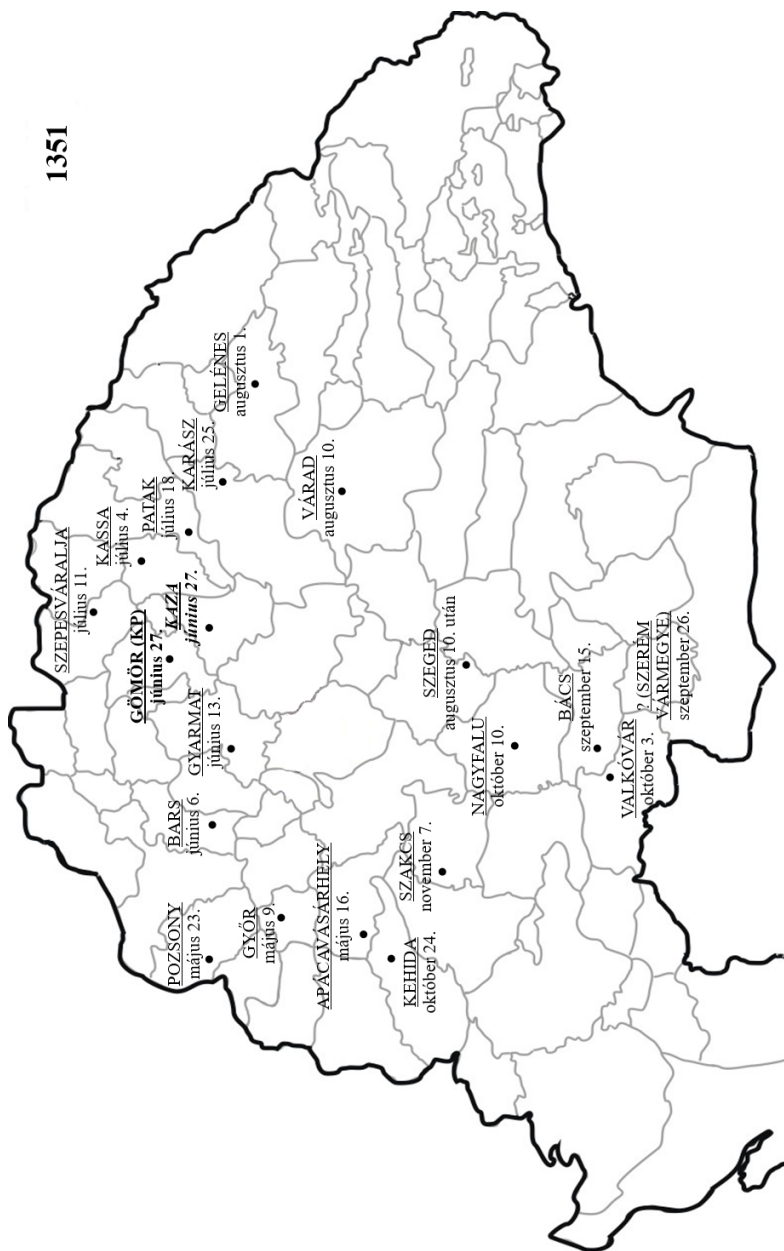 1351
SZEPESVÁRALJA
július 11.
KASSA
július 4.
PATAK
július 18.
KARÁSZ
július 25.
GELÉNES
augusztus 1.
GÖMÖR (KP)
június 27.
KAZA
június 27.
GYARMAT
június 13.
BARS
június 6.
POZSONY
május 23.
GYŐR
május 9.
APÁCAVÁSÁRHELY
május 16.
VÁRAD
augusztus 10.
KEHIDA
október 24.
SZAKCS
november 7.
SZEGED
augusztus 10. után
NAGYFALU
október 10.
BÁCS
szeptember 15.
VALKÓVÁR
október 3.
? (SZERÉM
VÁRMEGYE)
szeptember 26.